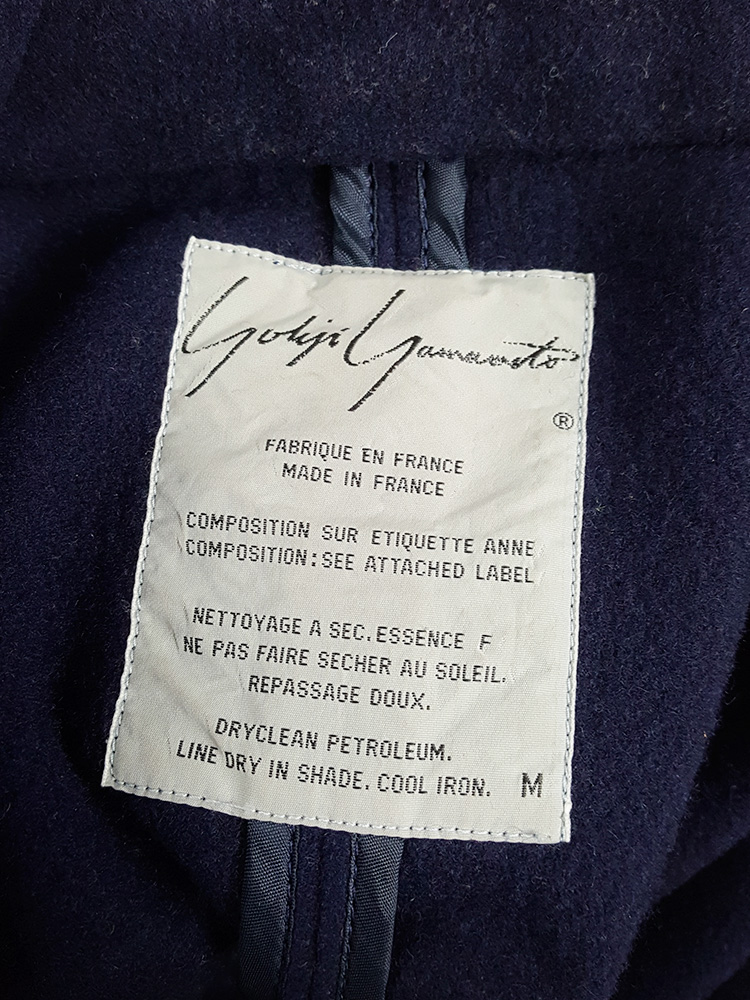 Yohji Yamamoto
®
FABRIQUE EN FRANCE
MADE IN FRANCE
COMPOSITION SUR ETIQUETTE ANNE
COMPOSITION:SEE ATTACHED LABEL
NETTOYAGE A SEC.ESSENCE F
NE PAS FAIRE SECHER AU SOLEIL.
REPASSAGE DOUX.
DRYCLEAN PETROLEUM.
LINE DRY IN SHADE. COOL IRON. M